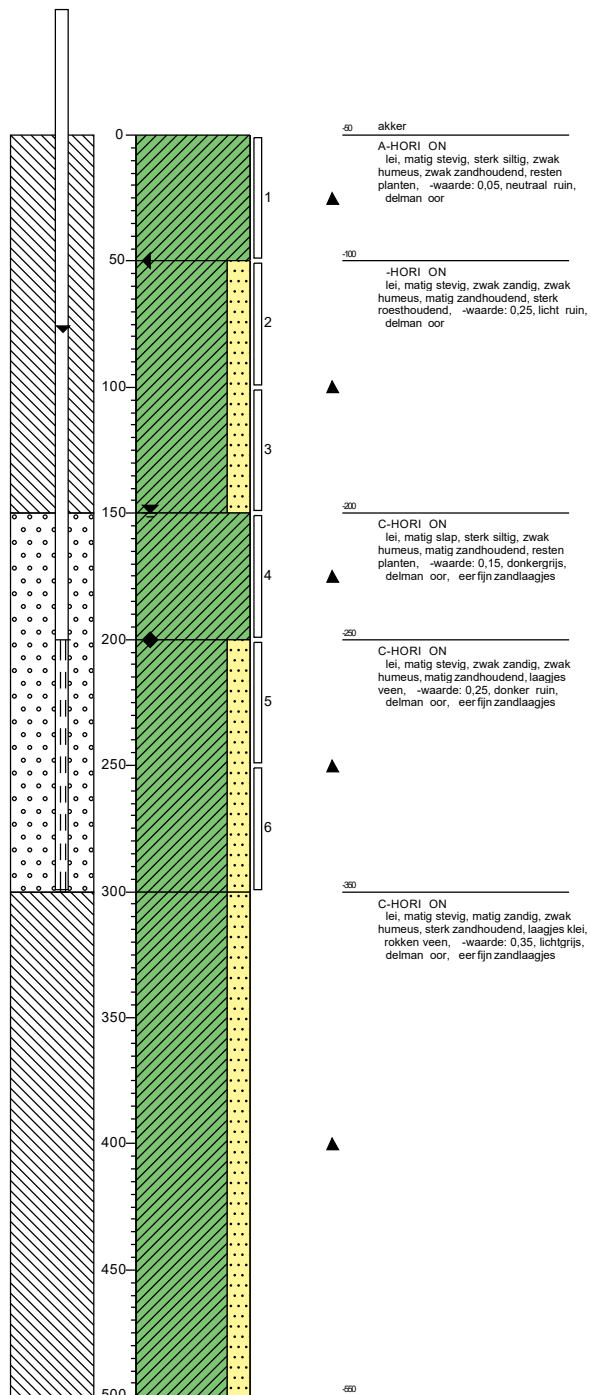 -50 akker
0
A-HORI ON
lei, matig stevig, sterk siltig, zwak
humeus, zwak zandhoudend, resten
planten, -waarde: 0,05, neutraal ruin,
delman oor
1
50
-100
-HORI ON
lei, matig stevig, zwak zandig, zwak
humeus, matig zandhoudend, sterk
roesthoudend, -waarde: 0,25, licht ruin,
delman oor
2
100
3
150
-200
C-HORI ON
lei, matig slap, sterk siltig, zwak
humeus, matig zandhoudend, resten
planten, -waarde: 0,15, donkergrijs,
delman oor, eer fijn zandlaagjes
4
200
-250
C-HORI ON
lei, matig stevig, zwak zandig, zwak
humeus, matig zandhoudend, laagjes
veen, -waarde: 0,25, donker ruin,
delman oor, eer fijn zandlaagjes
5
250
6
300
-350
C-HORI ON
lei, matig stevig, matig zandig, zwak
humeus, sterk zandhoudend, laagjes klei,
rokken veen, -waarde: 0,35, lichtgrijs,
delman oor, eer fijn zandlaagjes
350
400
450
500
-550